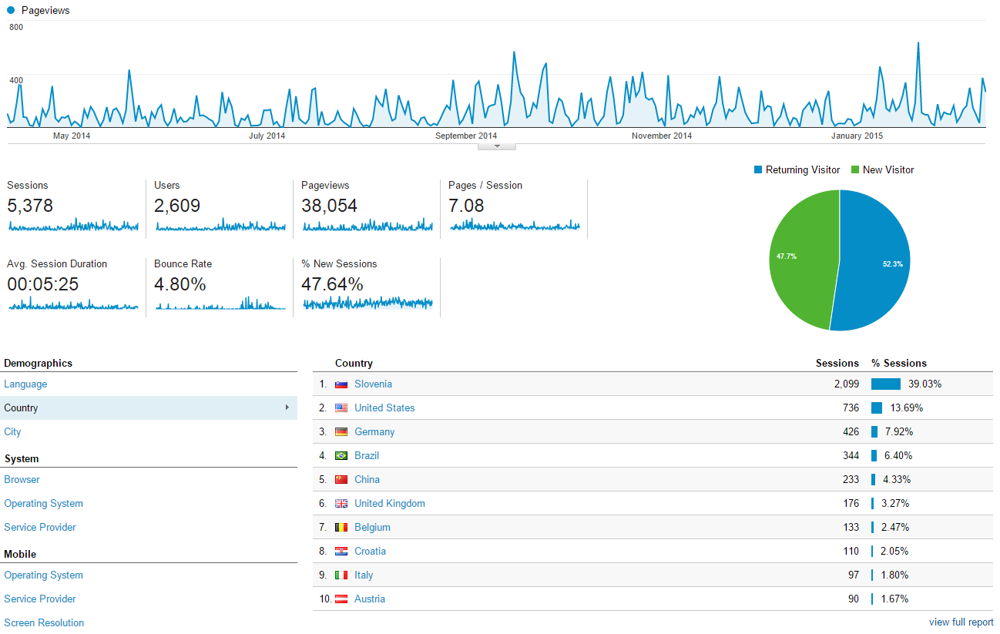 Pageviews
800
400
May 2014 July 2014 September 2014 November 2014 January 2015
Returning Visitor New Visitor
Sessions Users Pageviews Pages / Session
5,378 2,609 38,054 7.08
47.7% 52.3%
Avg. Session Duration Bounce Rate % New Sessions
00:05:25 4.80% 47.64%
Demographics
Language
Country
City
System
Browser
Operating System
Service Provider
Mobile
Operating System
Service Provider
Screen Resolution
Country Sessions % Sessions
1. Slovenia 2,099 39.03%
2. United States 736 13.69%
3. Germany 426 7.92%
4. Brazil 344 6.40%
5. China 233 4.33%
6. United Kingdom 176 3.27%
7. Belgium 133 2.47%
8. Croatia 110 2.05%
9. Italy 97 1.80%
10. Austria 90 1.67%
view full report